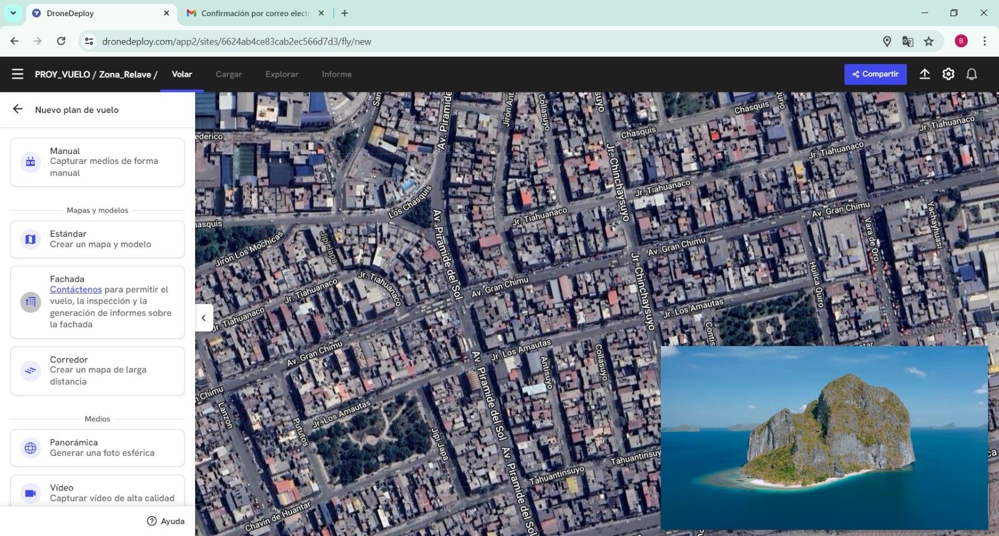 DroneDeploy
Confirmación por correo electr
dronedeploy.com/app2/sites/6624ab4ce83cab2ec566d7d3/fly/new
B
PROY_VUELO / Zona_Relave /
Volar
Cargar
Explorar
Informe
Compartir
Nuevo plan de vuelo
Manual
Capturar medios de forma
manual
Mapas y modelos
Estándar
Crear un mapa y modelo
Fachada
Contáctenos para permitir el
vuelo, la inspección y la
generación de informes sobre
la fachada
Corredor
Crear un mapa de larga
distancia
Medios
Panorámica
Generar una foto esférica
Vídeo
Capturar vídeo de alta calidad
Ayuda
San
Av. Piramide
Jirón Ant
Collasuyo
suyo
Chasquis
urio
Jr. Tiahuanaco
ederico
Chasquis
Jr. Tiahuanaco
Jr. Chinchaysuyo
Jr. Tiahuanaco
Los Chasquis
Jr. Tiahuanaco
Av. Gran Chimu
Yachayhuasi
hasquis
Jirón Los Mochicas
Jipi Japa
Av. Piramide del Sol
Av. Gran Chimu
Vara de Oro
Jr. Tiahuanaco
Jr. Tiahuanaco
Av. Gran Chimu
Jr. Chinchaysuyo
Huilca Quiro
Jr. Tiahuanaco
Jr. Los Amautas
Contis
Av. Gran Chimu
Jr. Los Amautas
Collasuyo
Antisuyo
Av. Piramide del Sol
n Chimu
Lanzon
Jr. Los Amautas
Pututos
Jipi Japa
Tahuantinsuy
Tahuantinsuyo
Av. Piramide del Sol
Chavin de Huantar
ca